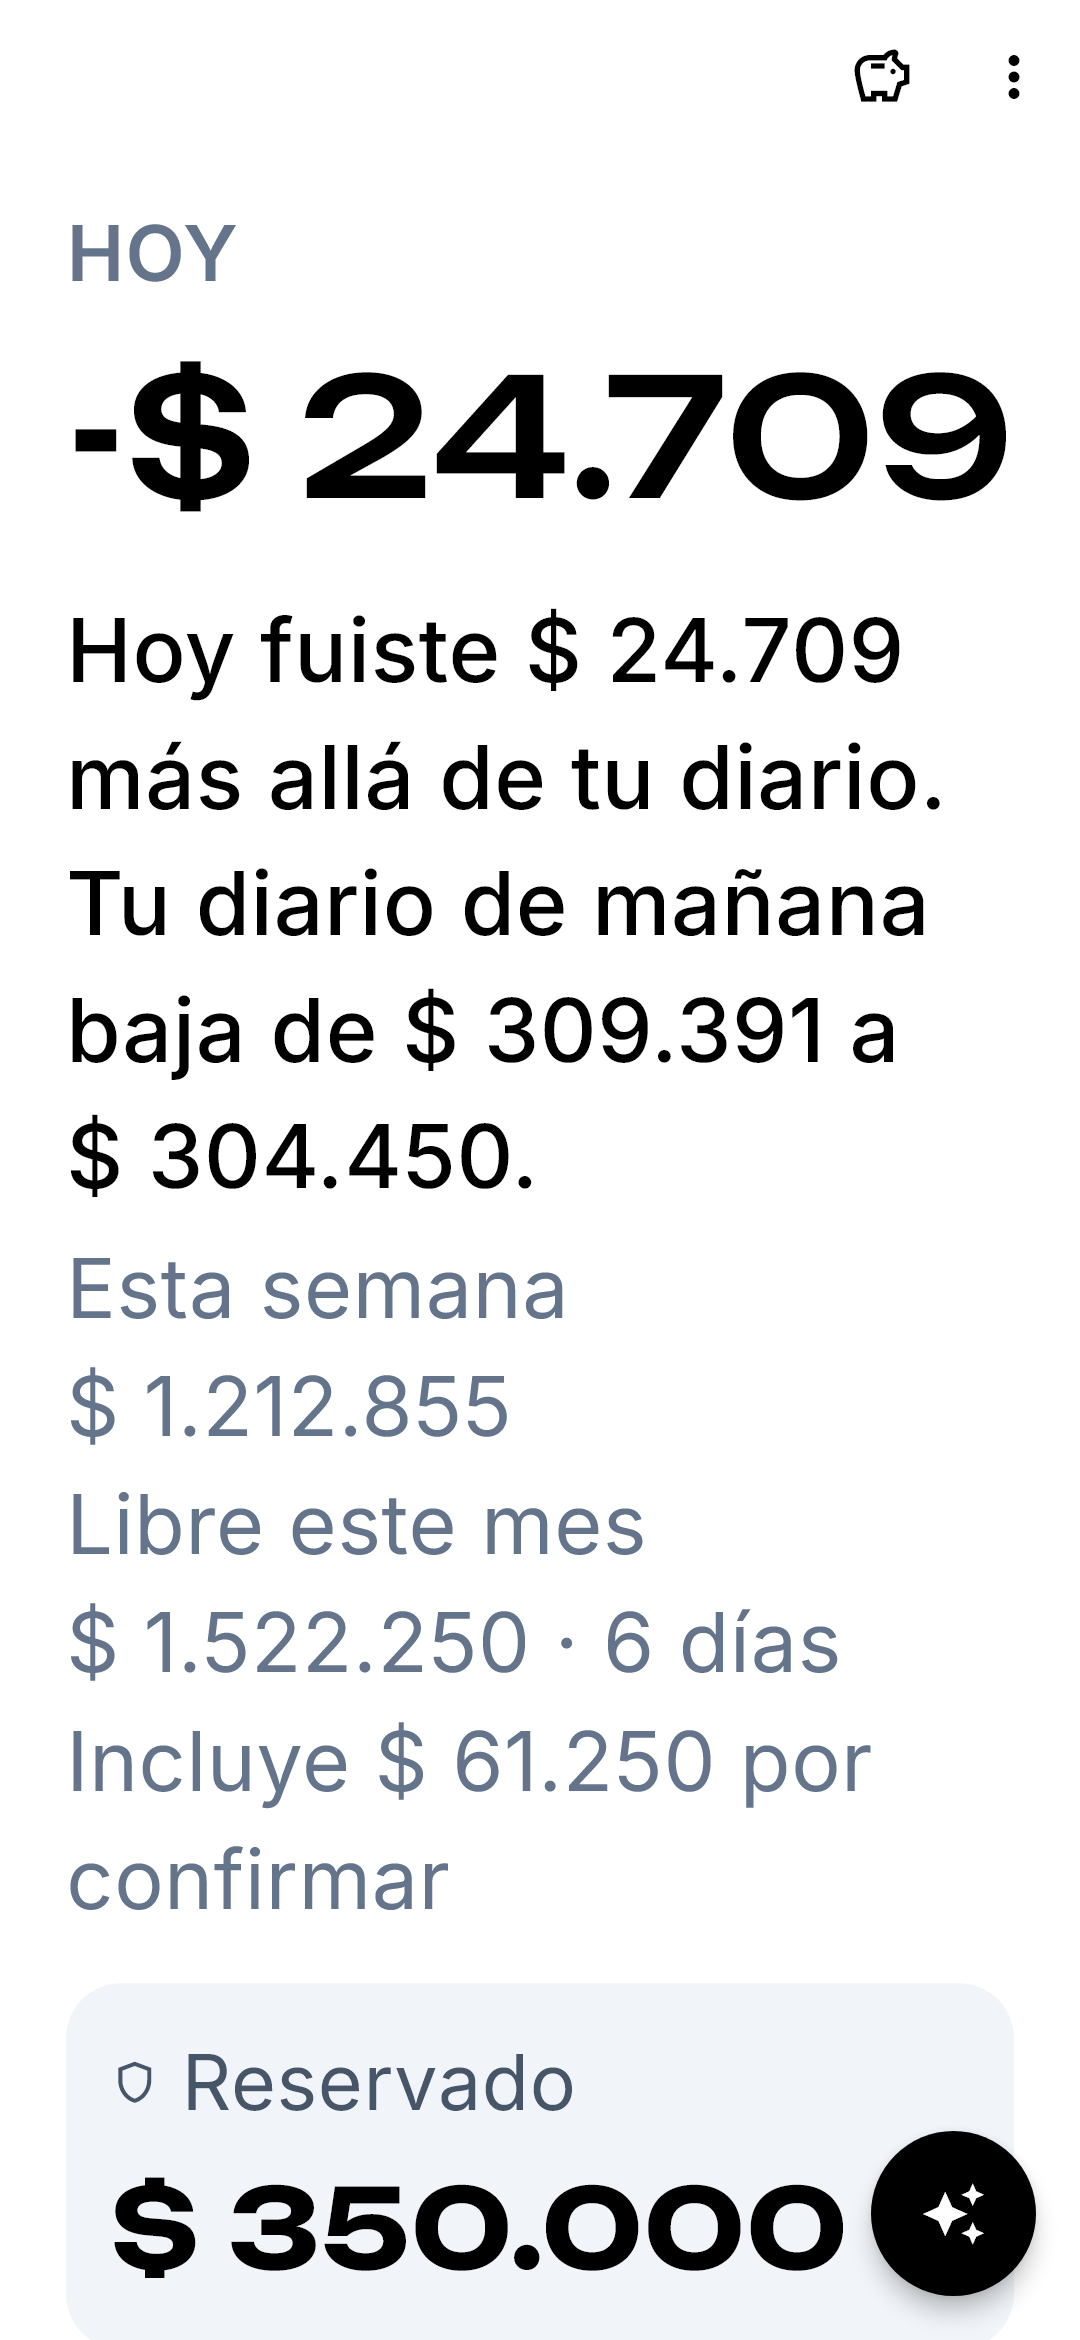 HOY
-$ 24.709
Hoy fuiste $ 24.709
más allá de tu diario.
Tu diario de mañana
baja de $ 309.391 a
$ 304.450.
Esta semana
$ 1.212.855
Libre este mes
$ 1.522.250 · 6 días
Incluye $ 61.250 por
confirmar
Reservado
$ 350.000